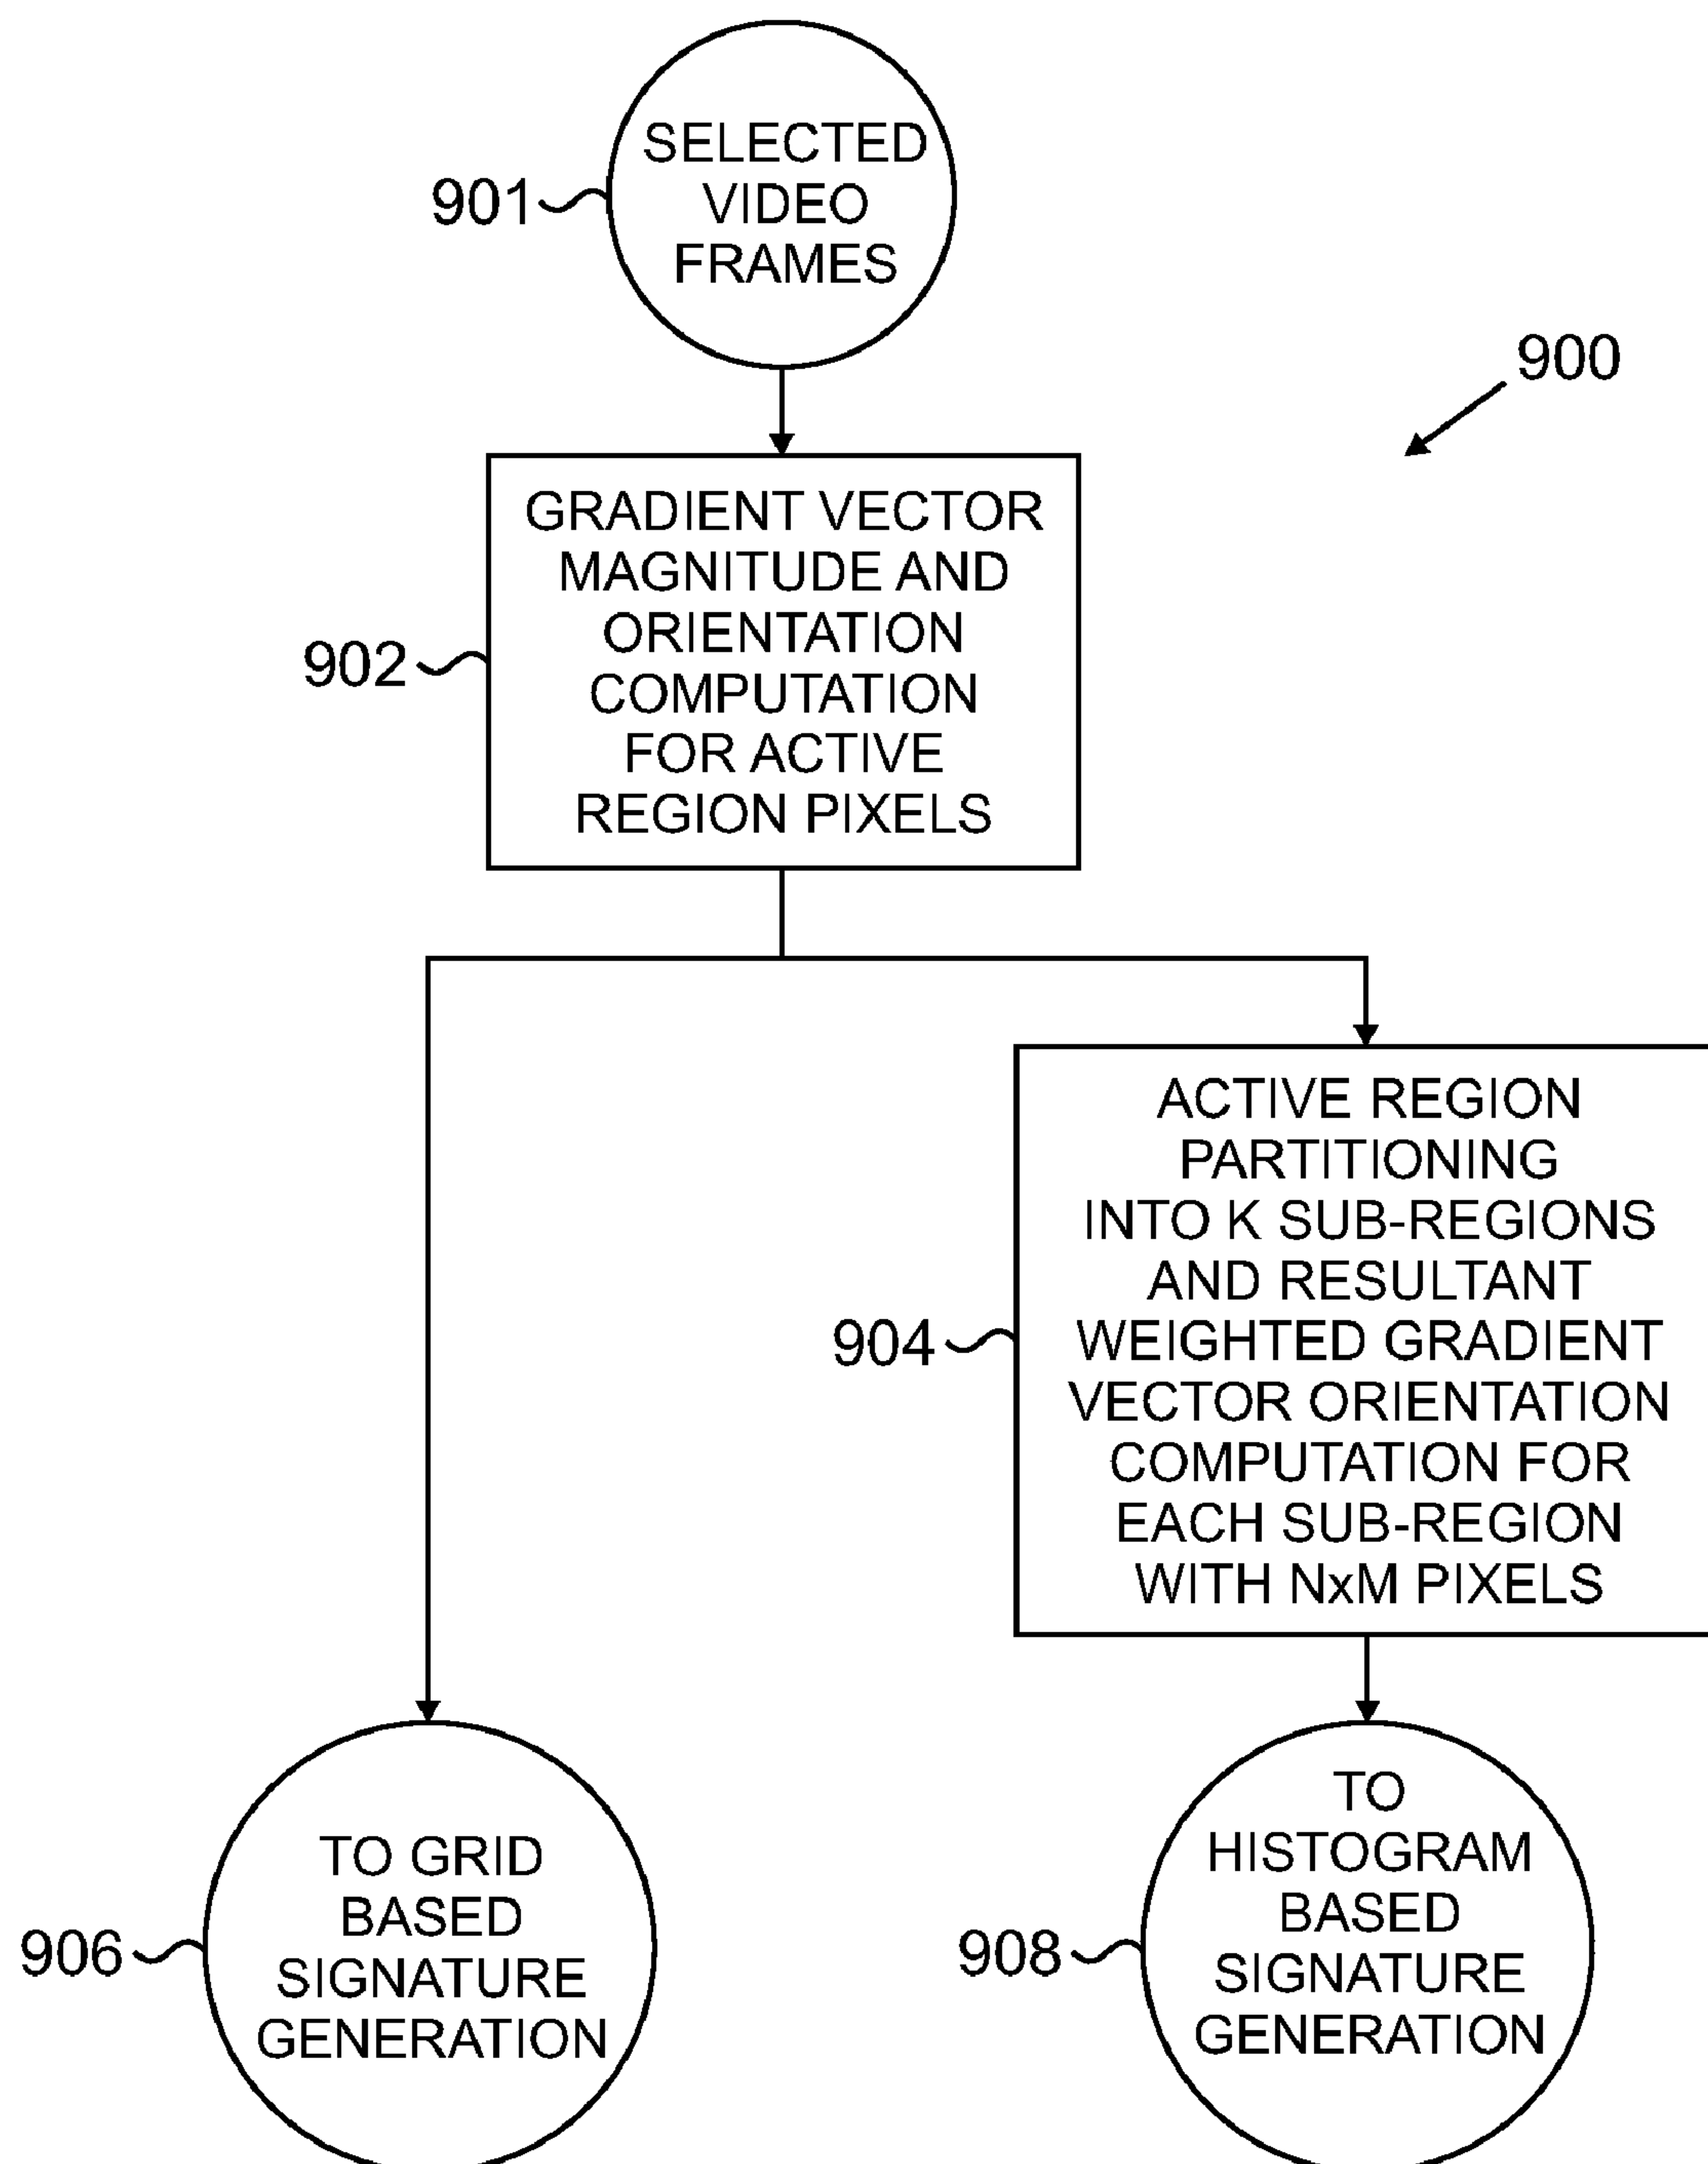 SELECTED
VIDEO
FRAMES
901
900
GRADIENT VECTOR
MAGNITUDE AND
ORIENTATION
COMPUTATION
FOR ACTIVE
REGION PIXELS
902
ACTIVE REGION
PARTITIONING
INTO K SUB-REGIONS
AND RESULTANT
WEIGHTED GRADIENT
VECTOR ORIENTATION
COMPUTATION FOR
EACH SUB-REGION
WITH NxM PIXELS
904
TO GRID
BASED
SIGNATURE
GENERATION
906
TO
HISTOGRAM
BASED
SIGNATURE
GENERATION
908